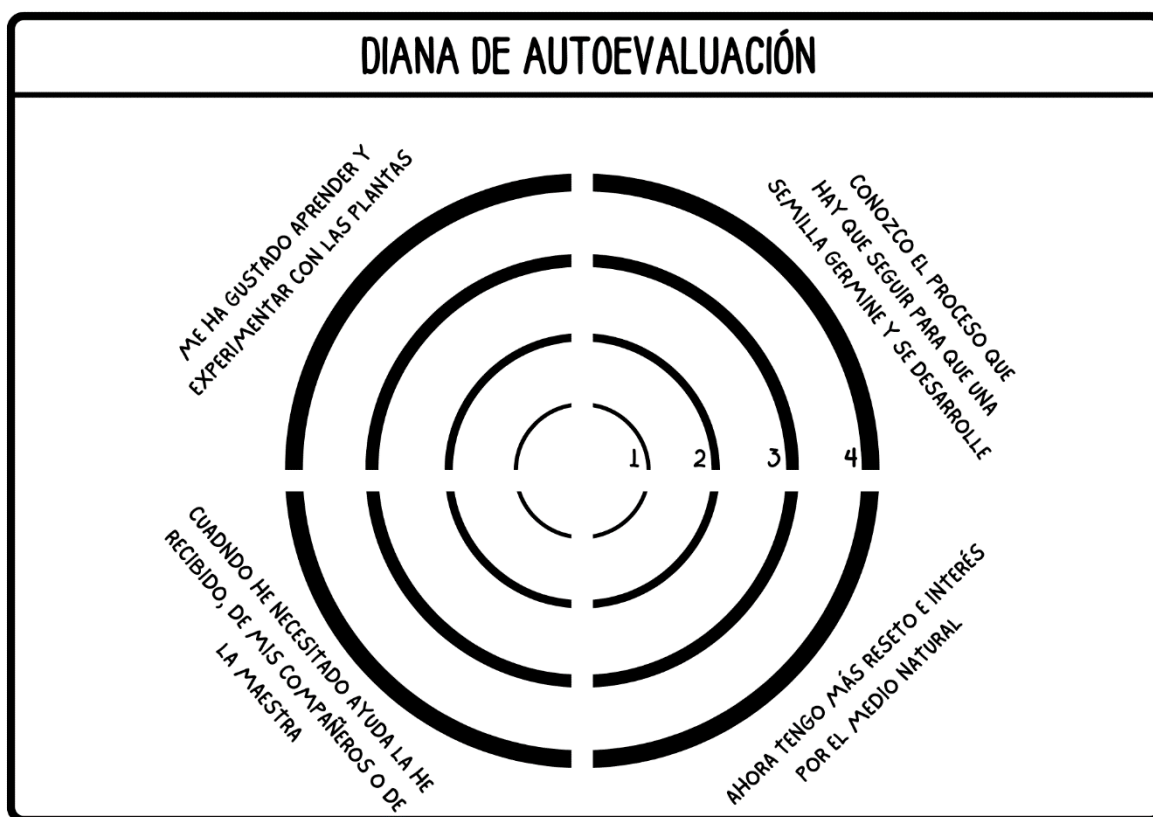 DIANA DE AUTOEVALUACIÓN
ME HA GUSTADO APRENDER Y
EXPERIMENTAR CON LAS PLANTAS
CONOZCO EL PROCESO QUE
HAY QUE SEGUIR PARA QUE UNA
SEMILLA GERMINE Y SE DESARROLLE
1 2 3 4
CUADNDO HE NECESITADO AYUDA LA HE
RECIBIDO, DE MIS COMPAÑEROS O DE
LA MAESTRA
AHORA TENGO MÁS RESETO E INTERÉS
POR EL MEDIO NATURAL